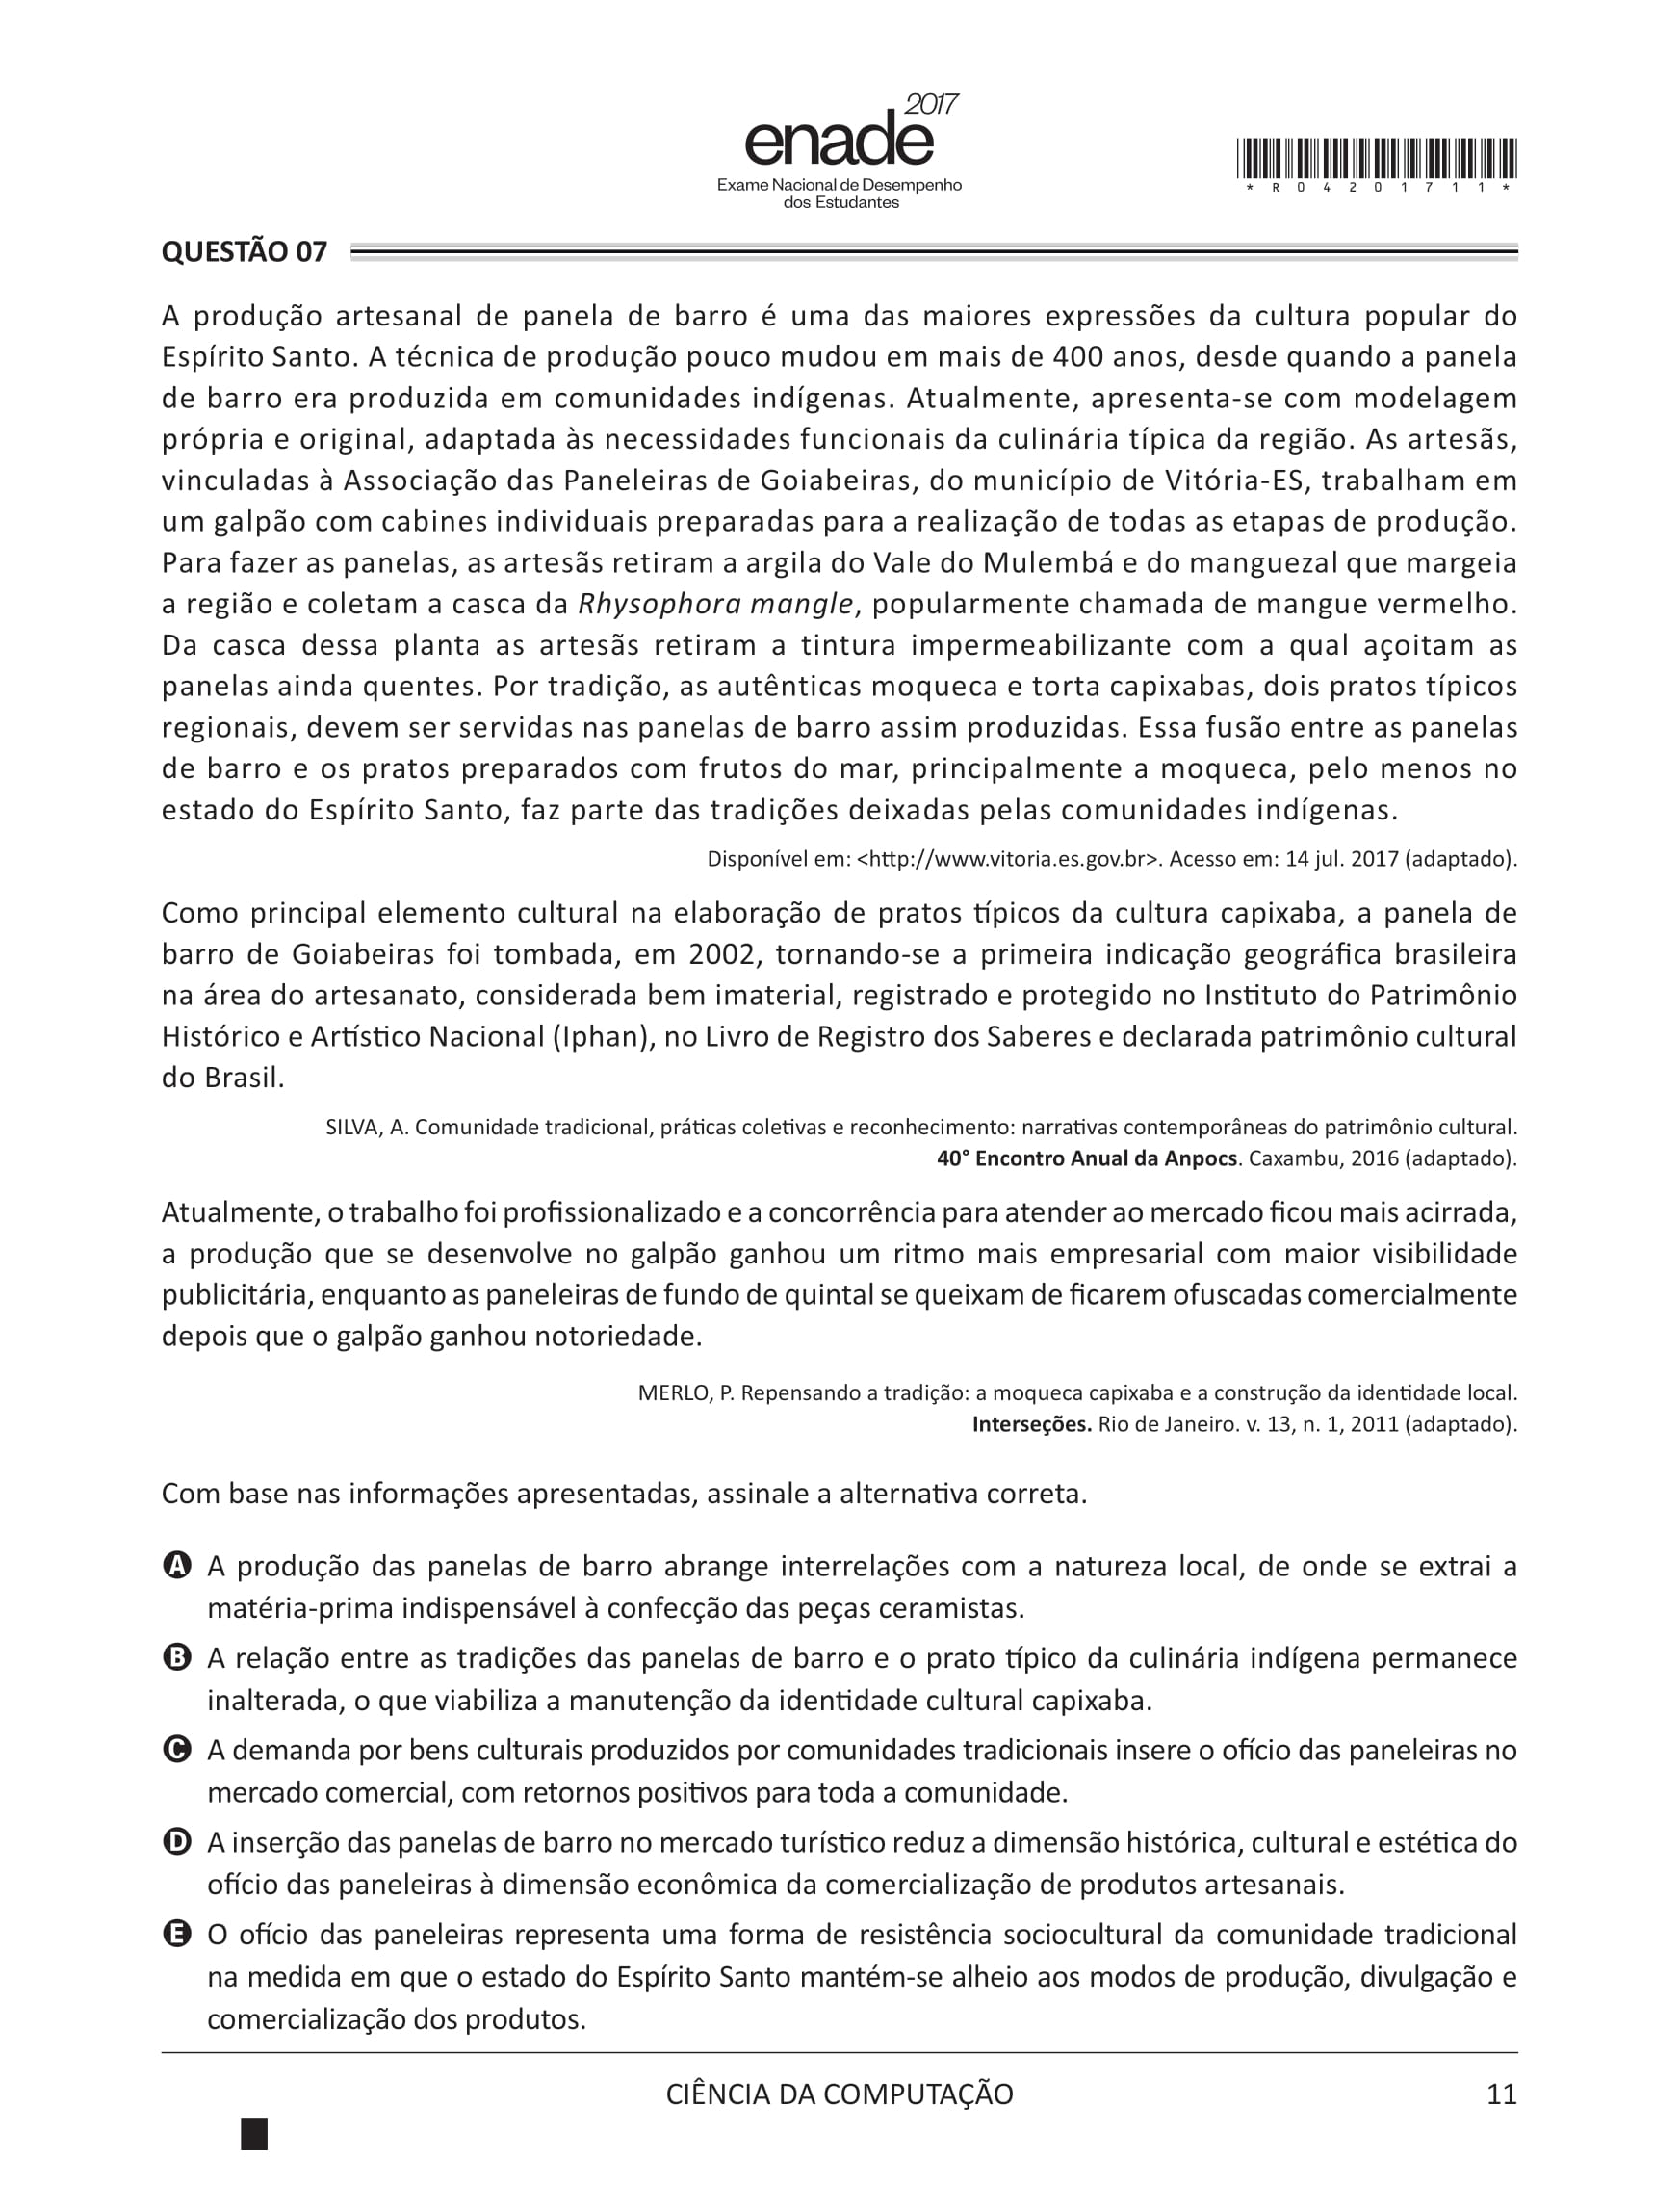 2017
enade
Exame Nacional de Desempenho
dos Estudantes
*R04201711*
QUESTÃO 07
A produção artesanal de panela de barro é uma das maiores expressões da cultura popular do
Espírito Santo. A técnica de produção pouco mudou em mais de 400 anos, desde quando a panela
de barro era produzida em comunidades indígenas. Atualmente, apresenta-se com modelagem
própria e original, adaptada às necessidades funcionais da culinária típica da região. As artesãs,
vinculadas à Associação das Paneleiras de Goiabeiras, do município de Vitória-ES, trabalham em
um galpão com cabines individuais preparadas para a realização de todas as etapas de produção.
Para fazer as panelas, as artesãs retiram a argila do Vale do Mulembá e do manguezal que margeia
a região e coletam a casca da Rhysophora mangle, popularmente chamada de mangue vermelho.
Da casca dessa planta as artesãs retiram a tintura impermeabilizante com a qual açoitam as
panelas ainda quentes. Por tradição, as autênticas moqueca e torta capixabas, dois pratos típicos
regionais, devem ser servidas nas panelas de barro assim produzidas. Essa fusão entre as panelas
de barro e os pratos preparados com frutos do mar, principalmente a moqueca, pelo menos no
estado do Espírito Santo, faz parte das tradições deixadas pelas comunidades indígenas.
Disponível em: <http://www.vitoria.es.gov.br>. Acesso em: 14 jul. 2017 (adaptado).
Como principal elemento cultural na elaboração de pratos típicos da cultura capixaba, a panela de
barro de Goiabeiras foi tombada, em 2002, tornando-se a primeira indicação geográfica brasileira
na área do artesanato, considerada bem imaterial, registrado e protegido no Instituto do Patrimônio
Histórico e Artístico Nacional (Iphan), no Livro de Registro dos Saberes e declarada patrimônio cultural
do Brasil.
SILVA, A. Comunidade tradicional, práticas coletivas e reconhecimento: narrativas contemporâneas do patrimônio cultural.
40° Encontro Anual da Anpocs. Caxambu, 2016 (adaptado).
Atualmente, o trabalho foi profissionalizado e a concorrência para atender ao mercado ficou mais acirrada,
a produção que se desenvolve no galpão ganhou um ritmo mais empresarial com maior visibilidade
publicitária, enquanto as paneleiras de fundo de quintal se queixam de ficarem ofuscadas comercialmente
depois que o galpão ganhou notoriedade.
MERLO, P. Repensando a tradição: a moqueca capixaba e a construção da identidade local.
Interseções. Rio de Janeiro. v. 13, n. 1, 2011 (adaptado).
Com base nas informações apresentadas, assinale a alternativa correta.
A A produção das panelas de barro abrange interrelações com a natureza local, de onde se extrai a
matéria-prima indispensável à confecção das peças ceramistas.
B A relação entre as tradições das panelas de barro e o prato típico da culinária indígena permanece
inalterada, o que viabiliza a manutenção da identidade cultural capixaba.
C A demanda por bens culturais produzidos por comunidades tradicionais insere o ofício das paneleiras no
mercado comercial, com retornos positivos para toda a comunidade.
D A inserção das panelas de barro no mercado turístico reduz a dimensão histórica, cultural e estética do
ofício das paneleiras à dimensão econômica da comercialização de produtos artesanais.
E O ofício das paneleiras representa uma forma de resistência sociocultural da comunidade tradicional
na medida em que o estado do Espírito Santo mantém-se alheio aos modos de produção, divulgação e
comercialização dos produtos.
CIÊNCIA DA COMPUTAÇÃO
11